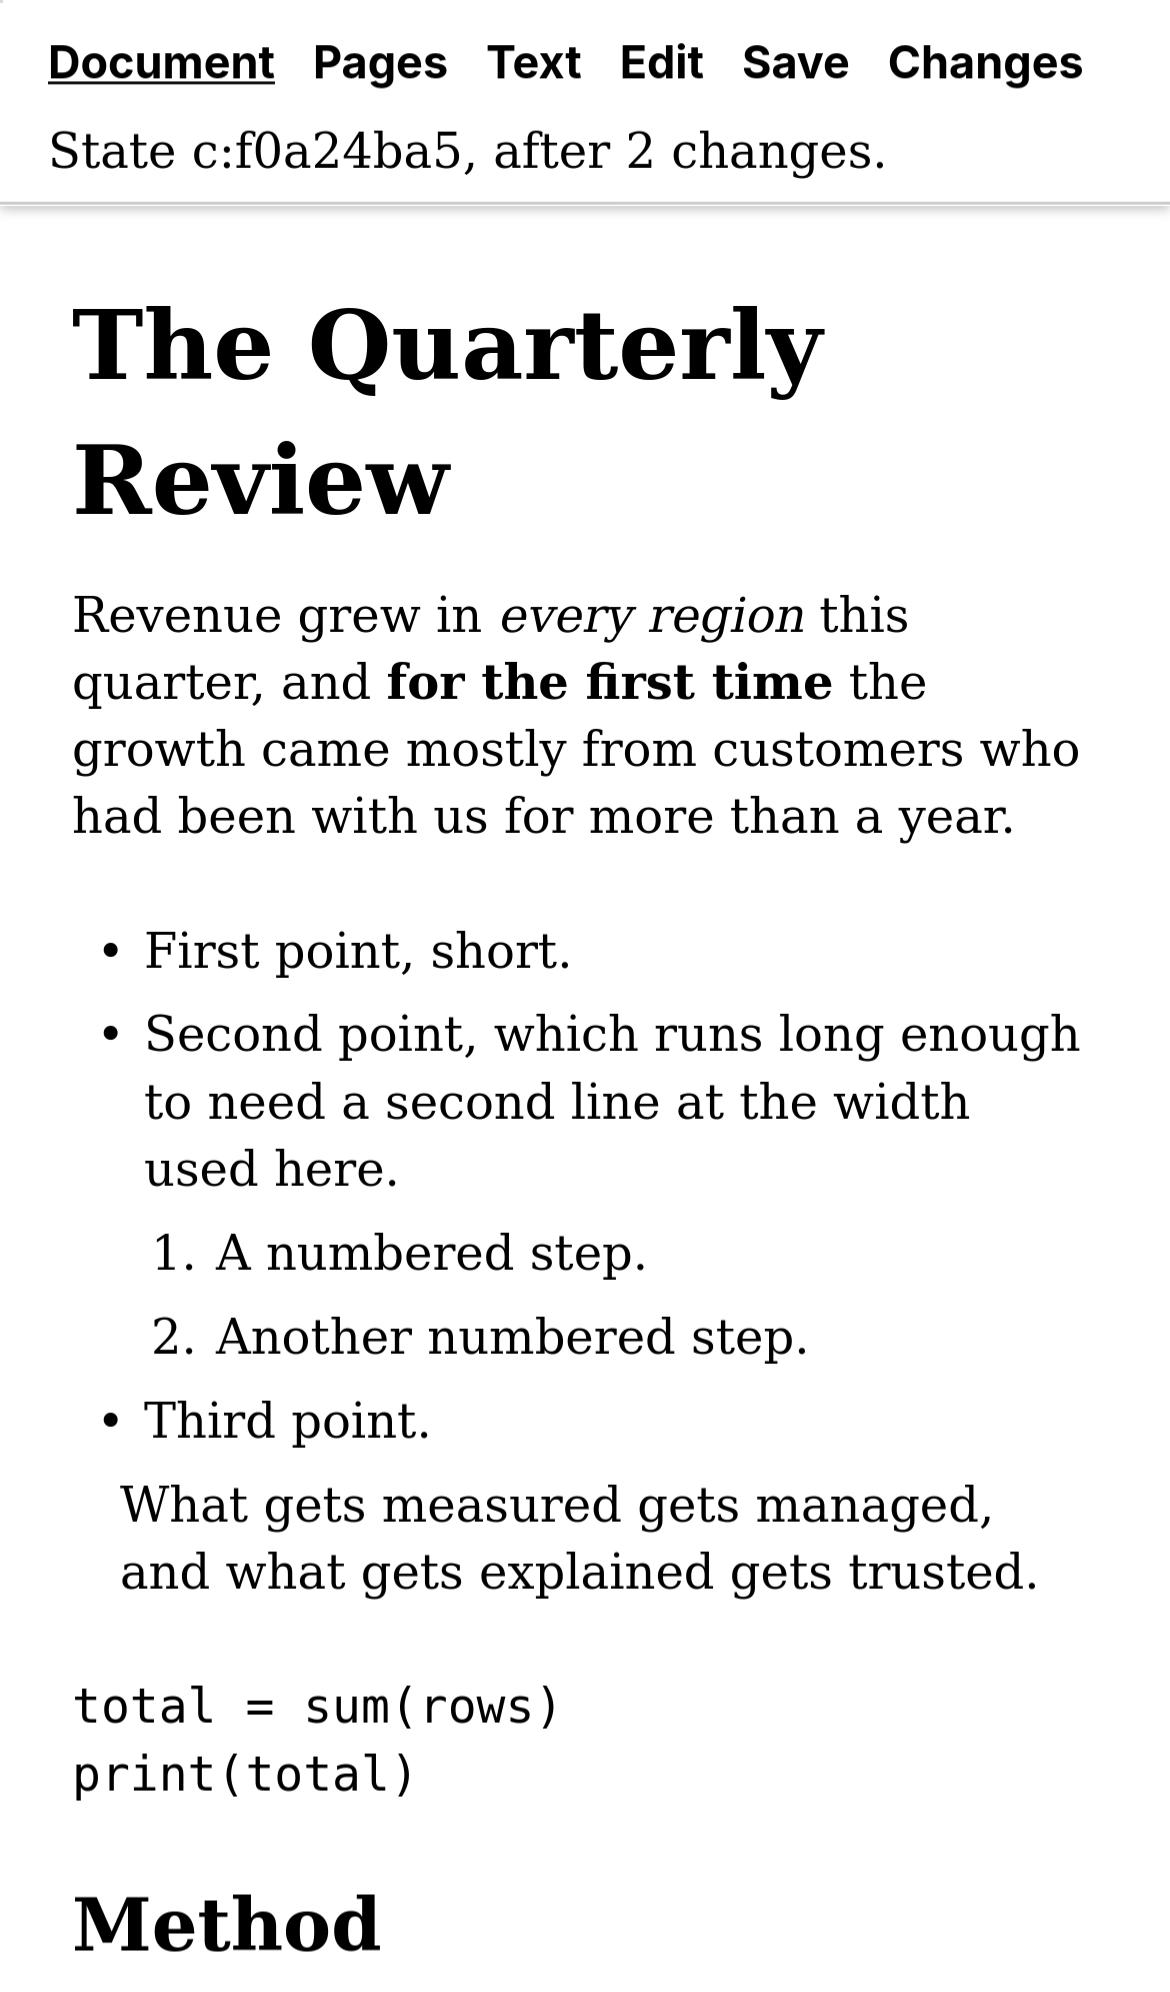 Document Pages Text Edit Save Changes
State c:f0a24ba5, after 2 changes.
The Quarterly
Review
Revenue grew in every region this
quarter, and for the first time the
growth came mostly from customers who
had been with us for more than a year.
• First point, short.
• Second point, which runs long enough
to need a second line at the width
used here.
1. A numbered step.
2. Another numbered step.
• Third point.
What gets measured gets managed,
and what gets explained gets trusted.
total = sum(rows)
print(total)
Method